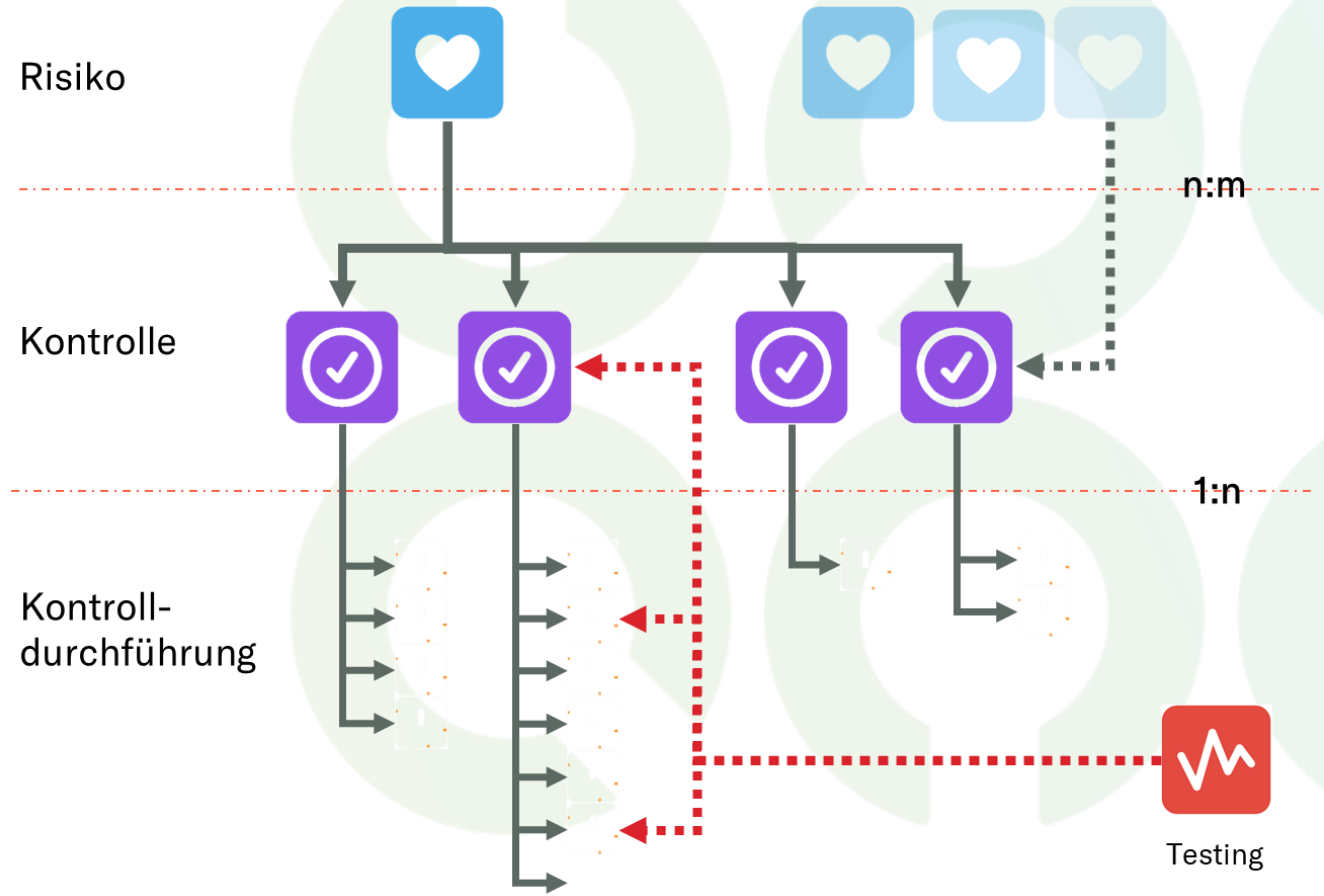 Risiko
n:m
Kontrolle
1:n
Kontroll-
durchführung
Testing